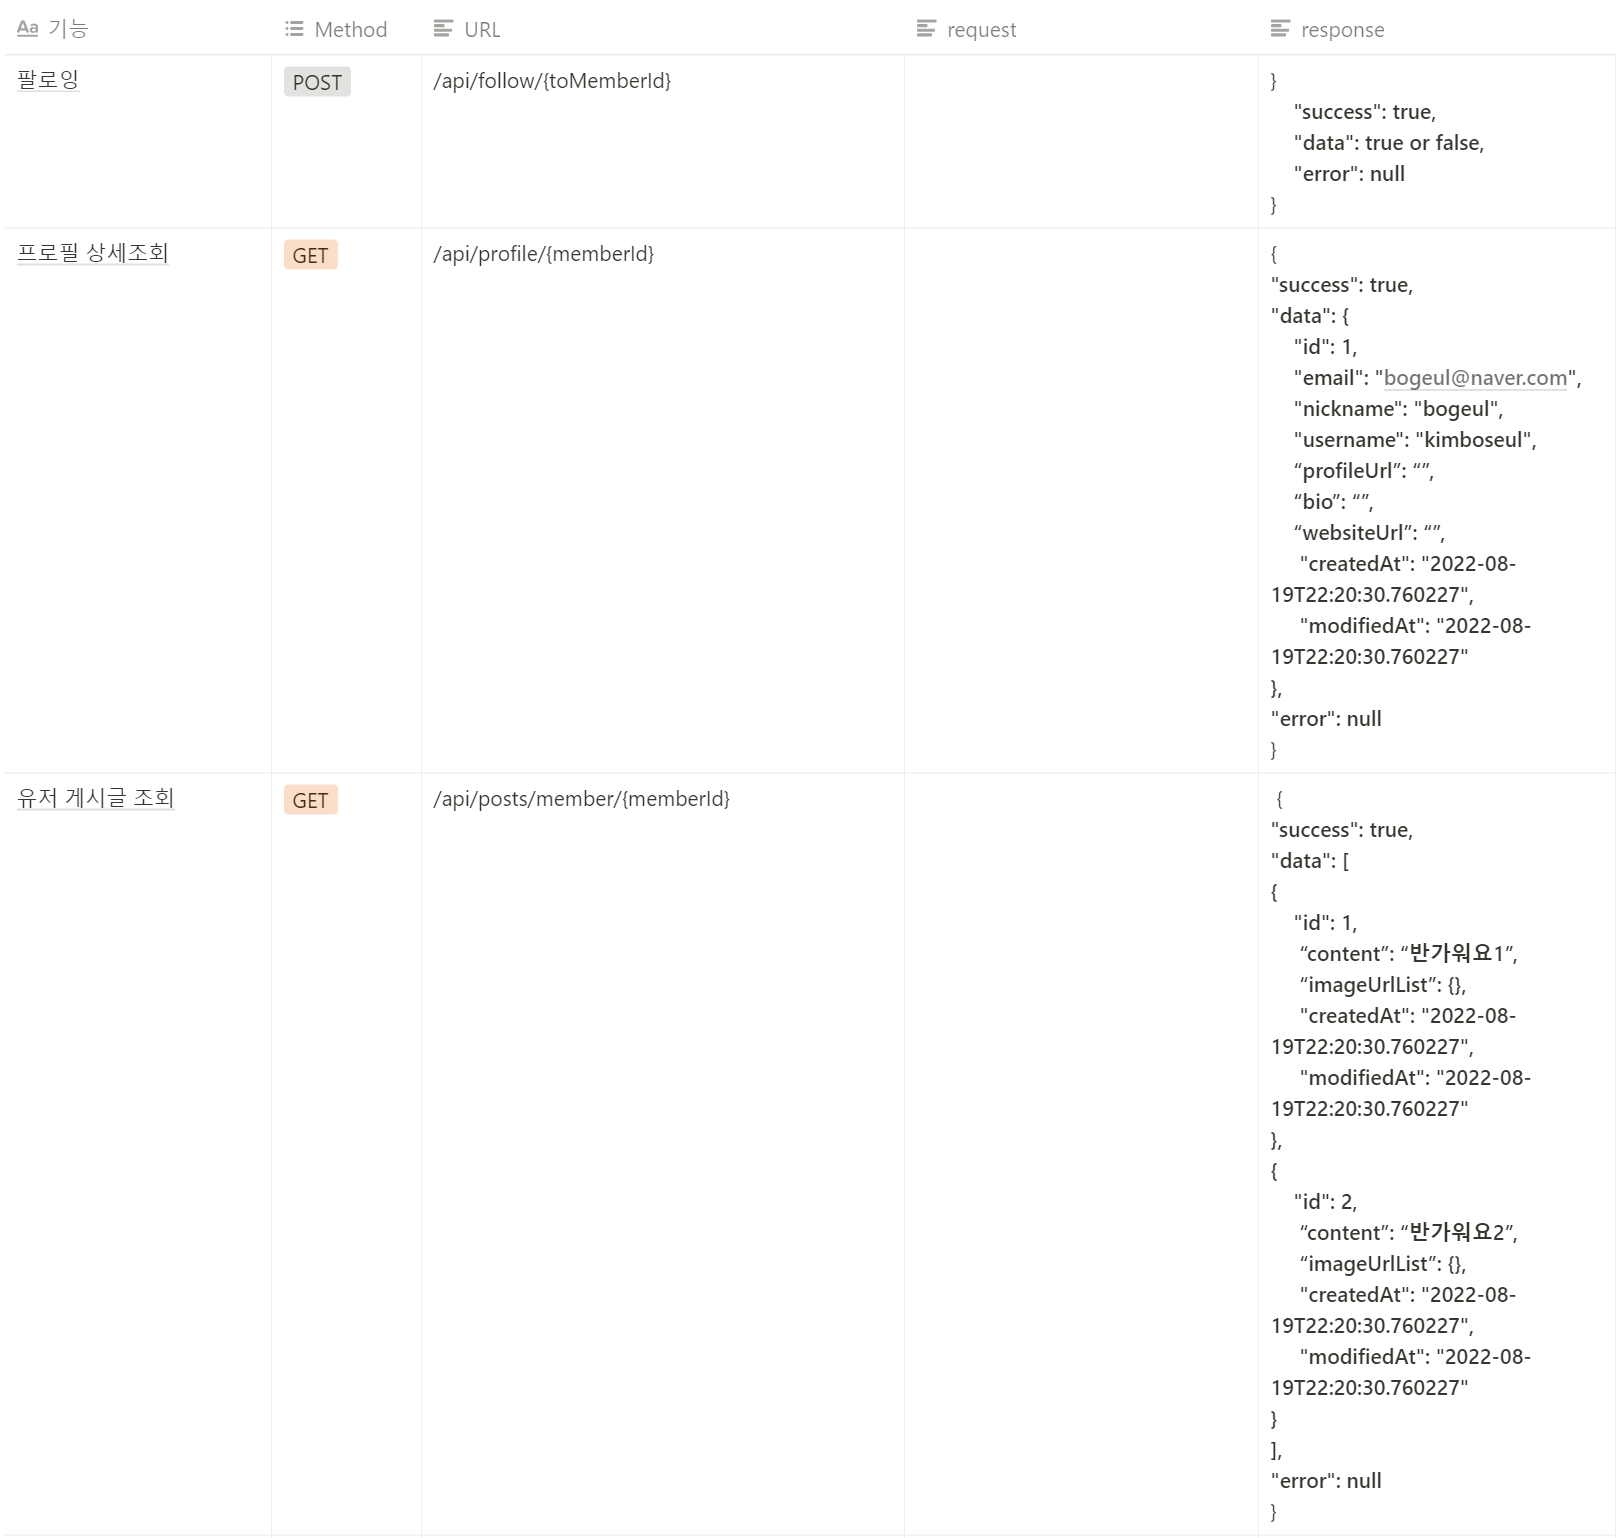 Aa 기능 Method URL request response
팔로잉 POST /api/follow/{toMemberId} }
"success": true,
"data": true or false,
"error": null
}
프로필 상세조회 GET /api/profile/{memberId} {
"success": true,
"data": {
"id": 1,
"email": "bogeul@naver.com",
"nickname": "bogeul",
"username": "kimboseul",
“profileUrl”: “”,
“bio”: “”,
“websiteUrl”: “”,
"createdAt": "2022-08-
19T22:20:30.760227",
"modifiedAt": "2022-08-
19T22:20:30.760227"
},
"error": null
}
유저 게시글 조회 GET /api/posts/member/{memberId} {
"success": true,
"data": [
{
"id": 1,
“content”: “반가워요1”,
“imageUrlList”: {},
"createdAt": "2022-08-
19T22:20:30.760227",
"modifiedAt": "2022-08-
19T22:20:30.760227"
},
{
"id": 2,
“content”: “반가워요2”,
“imageUrlList”: {},
"createdAt": "2022-08-
19T22:20:30.760227",
"modifiedAt": "2022-08-
19T22:20:30.760227"
}
],
"error": null
}